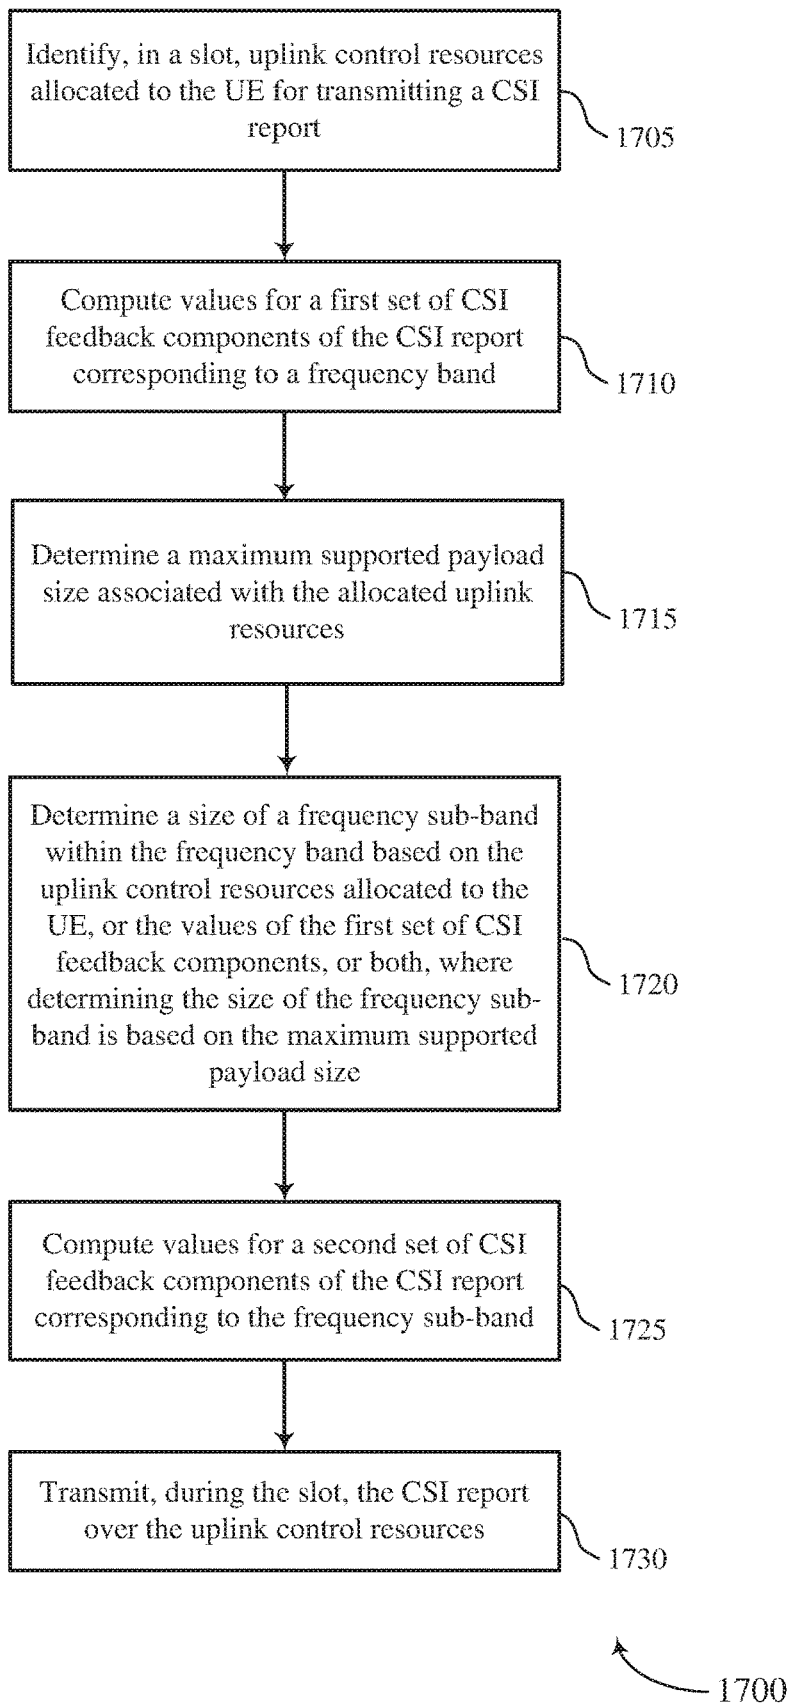 Identify, in a slot, uplink control resources
allocated to the UE for transmitting a CSI
report
1705
Compute values for a first set of CSI
feedback components of the CSI report
corresponding to a frequency band
1710
Determine a maximum supported payload
size associated with the allocated uplink
resources
1715
Determine a size of a frequency sub-band
within the frequency band based on the
uplink control resources allocated to the
UE, or the values of the first set of CSI
feedback components, or both, where
determining the size of the frequency sub-
band is based on the maximum supported
payload size
1720
Compute values for a second set of CSI
feedback components of the CSI report
corresponding to the frequency sub-band
1725
Transmit, during the slot, the CSI report
over the uplink control resources
1730
1700